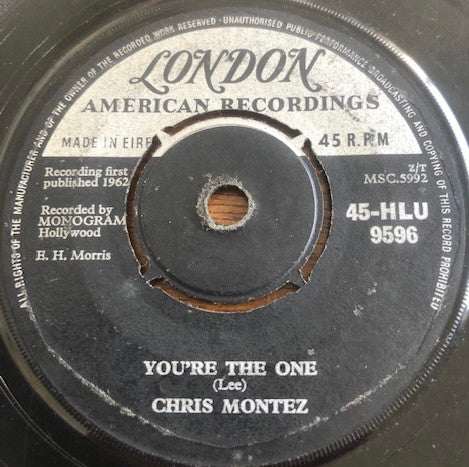 ALL RIGHTS OF THE MANUFACTURER AND OF THE OWNER OF THE RECORDED WORK RESERVED · UNAUTHORISED PUBLIC PERFORMANCE BROADCASTING AND COPYING OF THIS RECORD PROHIBITED
LONDON
AMERICAN RECORDINGS
MADE IN EIRE
45 R.P.M
Recording first
published 1962
Z/T
MSC.5992
Recorded by
MONOGRAM
Hollywood
45-HLU
9596
E. H. Morris
YOU'RE THE ONE
(Lee)
CHRIS MONTEZ